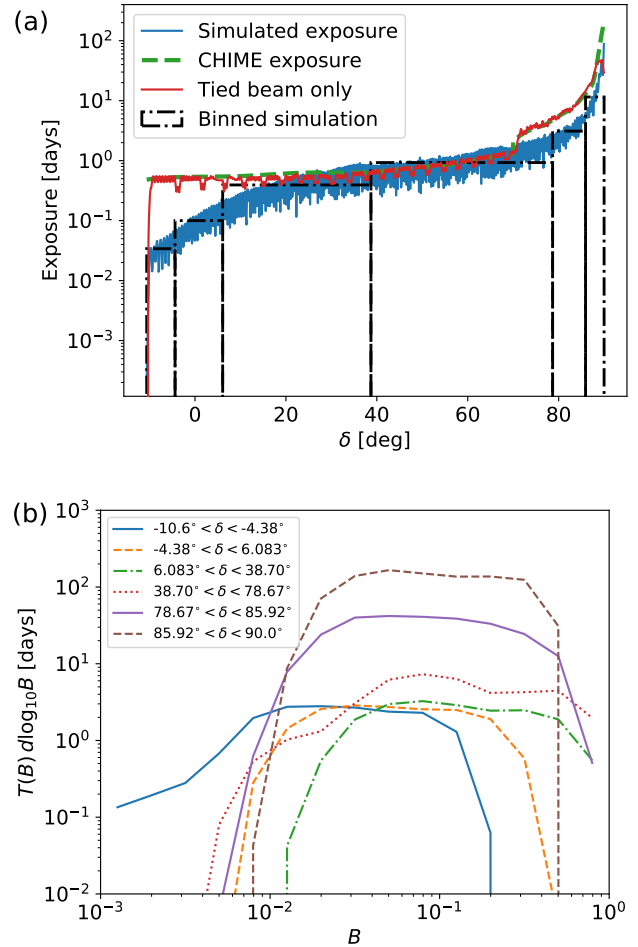 (a)
Simulated exposure
CHIME exposure
Tied beam only
Binned simulation
Exposure [days]
10²
10¹
10⁰
10⁻¹
10⁻²
10⁻³
0 20 40 60 80
δ [deg]
(b)
-10.6° < δ < -4.38°
-4.38° < δ < 6.083°
6.083° < δ < 38.70°
38.70° < δ < 78.67°
78.67° < δ < 85.92°
85.92° < δ < 90.0°
T(B) dlog₁₀B [days]
10³
10²
10¹
10⁰
10⁻¹
10⁻²
10⁻³ 10⁻² 10⁻¹ 10⁰
B